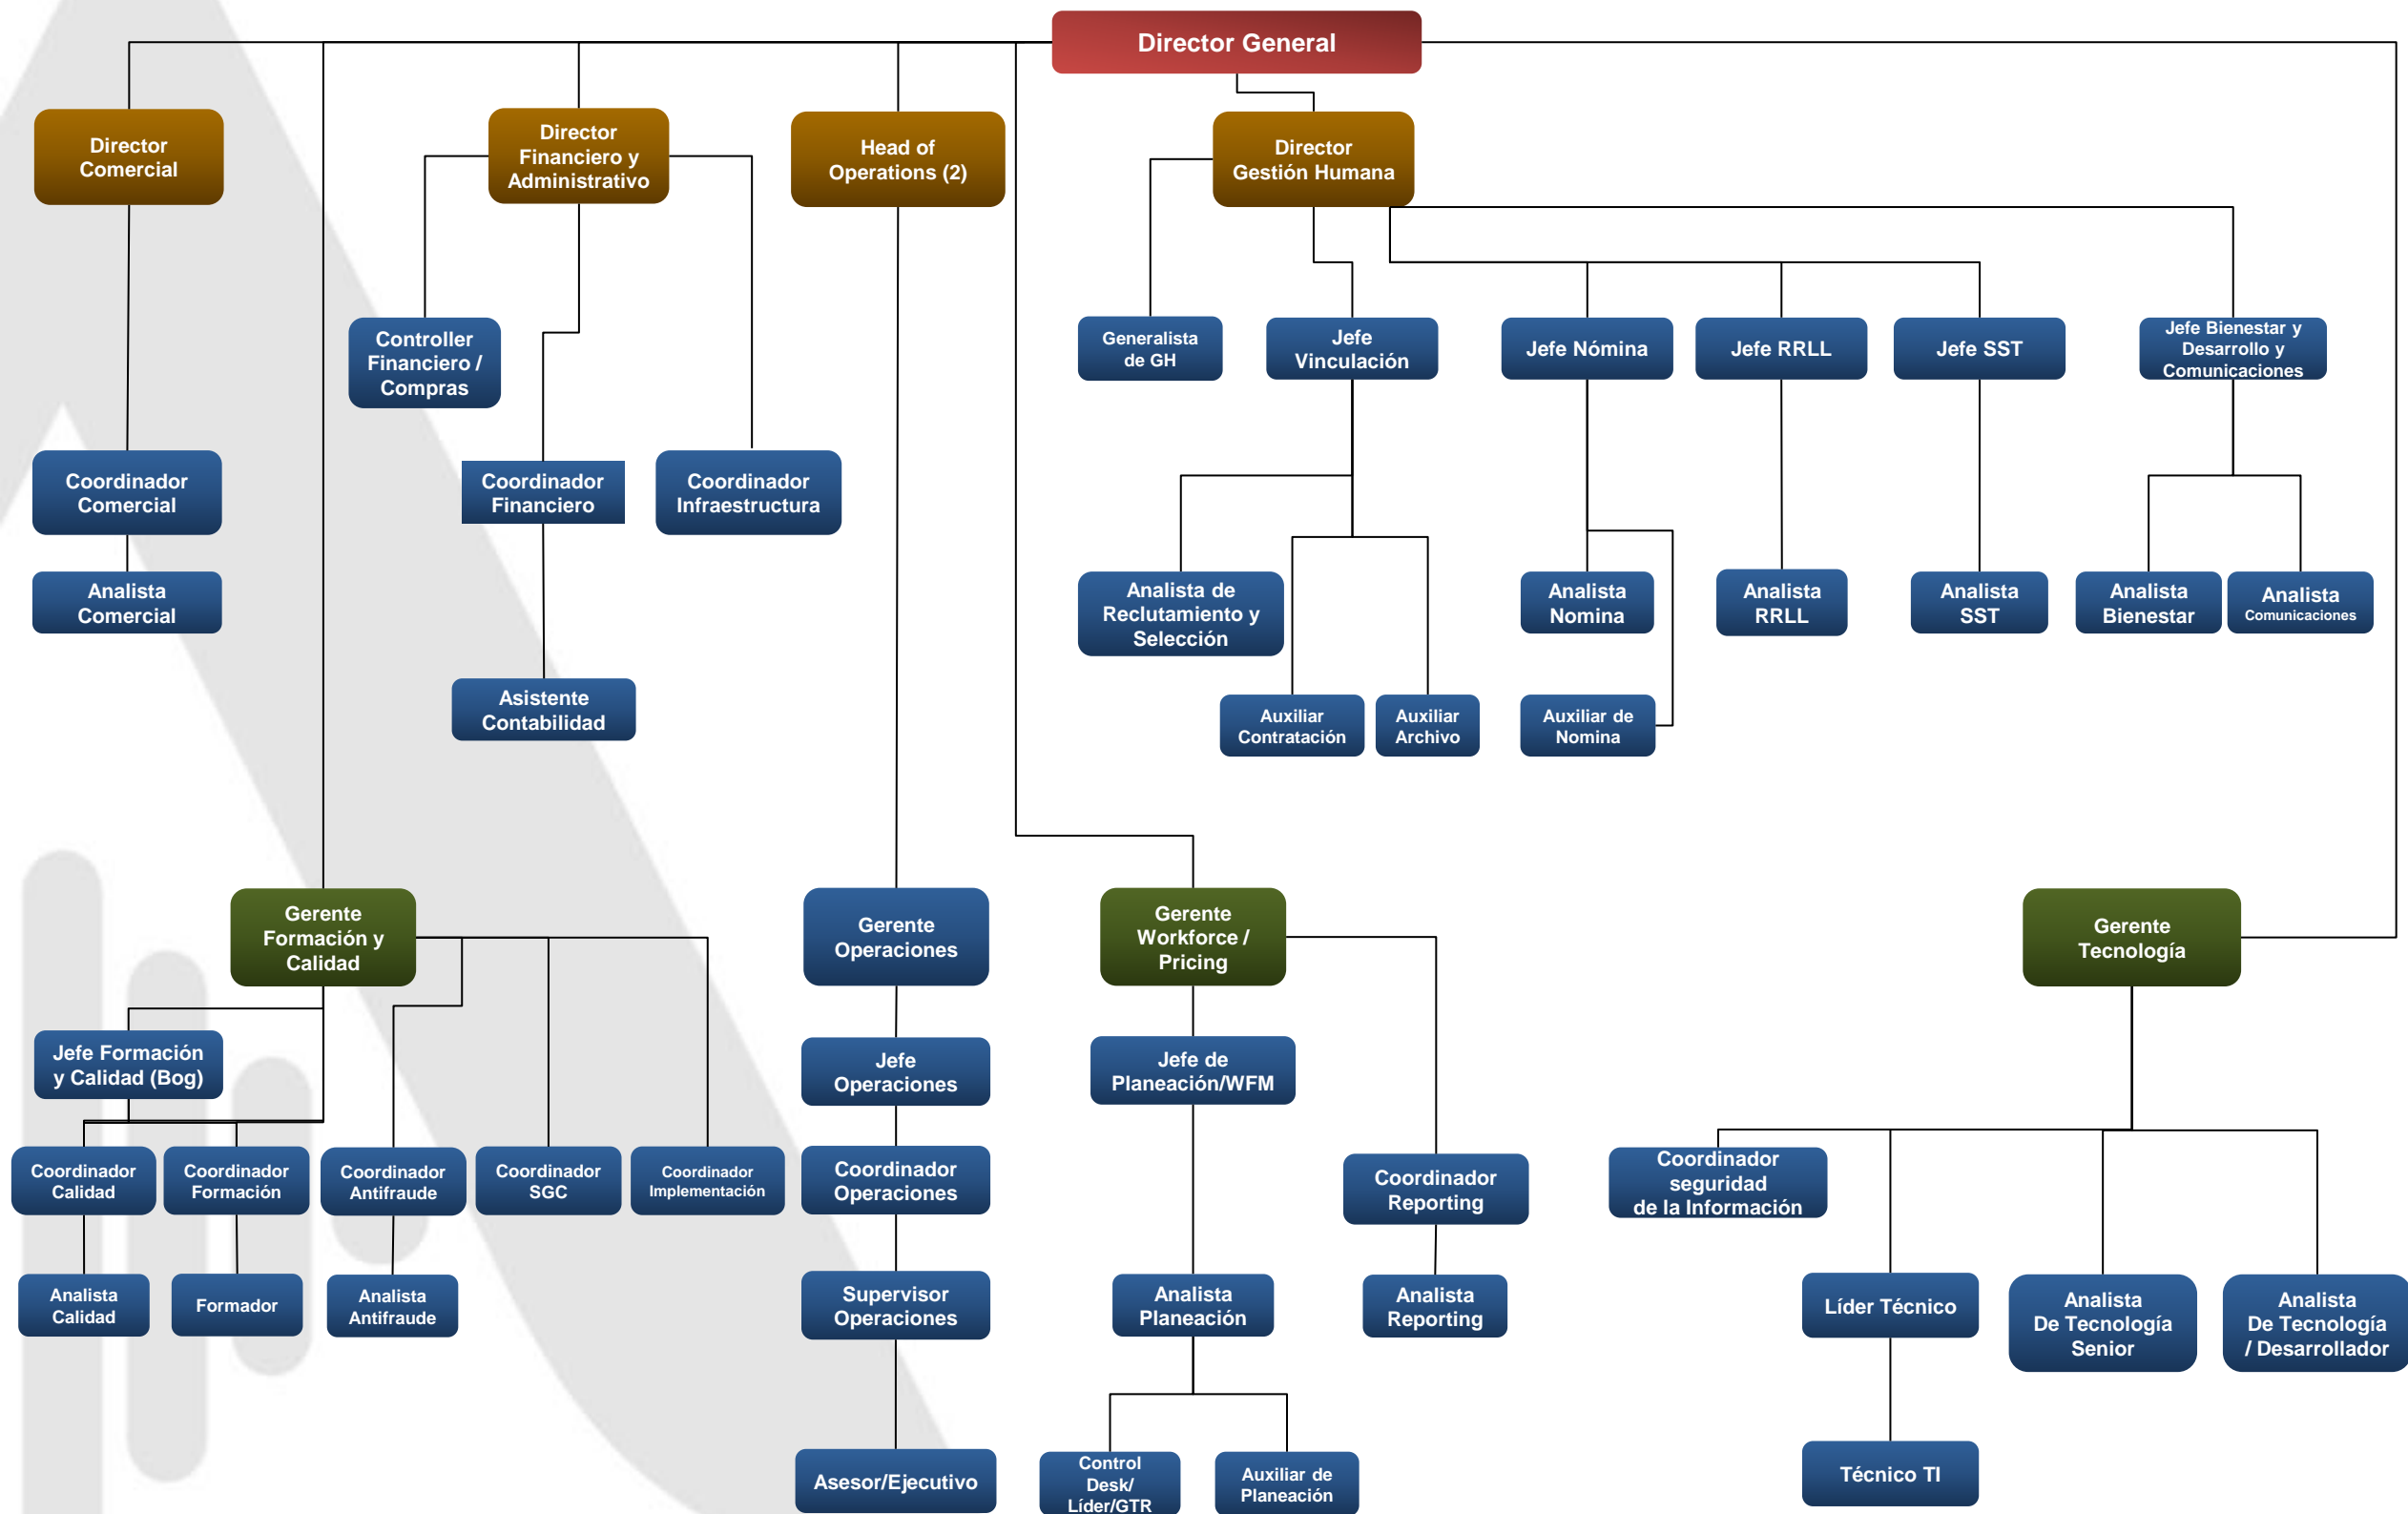 Director General
Director
Comercial
Director
Financiero y
Administrativo
Head of
Operations (2)
Director
Gestión Humana
Controller
Financiero /
Compras
Generalista
de GH
Jefe
Vinculación
Jefe Nómina
Jefe RRLL
Jefe SST
Jefe Bienestar y
Desarrollo y
Comunicaciones
Coordinador
Comercial
Coordinador
Financiero
Coordinador
Infraestructura
Analista
Comercial
Analista de
Reclutamiento y
Selección
Analista
Nomina
Analista
RRLL
Analista
SST
Analista
Bienestar
Analista
Comunicaciones
Asistente
Contabilidad
Auxiliar
Contratación
Auxiliar
Archivo
Auxiliar de
Nomina
Gerente
Formación y
Calidad
Gerente
Operaciones
Gerente
Workforce /
Pricing
Gerente
Tecnología
Jefe Formación
y Calidad (Bog)
Jefe
Operaciones
Jefe de
Planeación/WFM
Coordinador
Calidad
Coordinador
Formación
Coordinador
Antifraude
Coordinador
SGC
Coordinador
Implementación
Coordinador
Operaciones
Coordinador
Reporting
Coordinador
seguridad
de la Información
Analista
Calidad
Formador
Analista
Antifraude
Supervisor
Operaciones
Analista
Planeación
Analista
Reporting
Líder Técnico
Analista
De Tecnología
Senior
Analista
De Tecnología
/ Desarrollador
Asesor/Ejecutivo
Control
Desk/
Líder/GTR
Auxiliar de
Planeación
Técnico TI